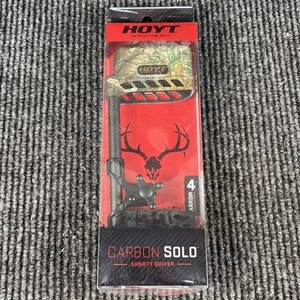 HOYT
ARCHERY
HOYT
4
ARROW
CARBON SOLO
SHORTY QUIVER